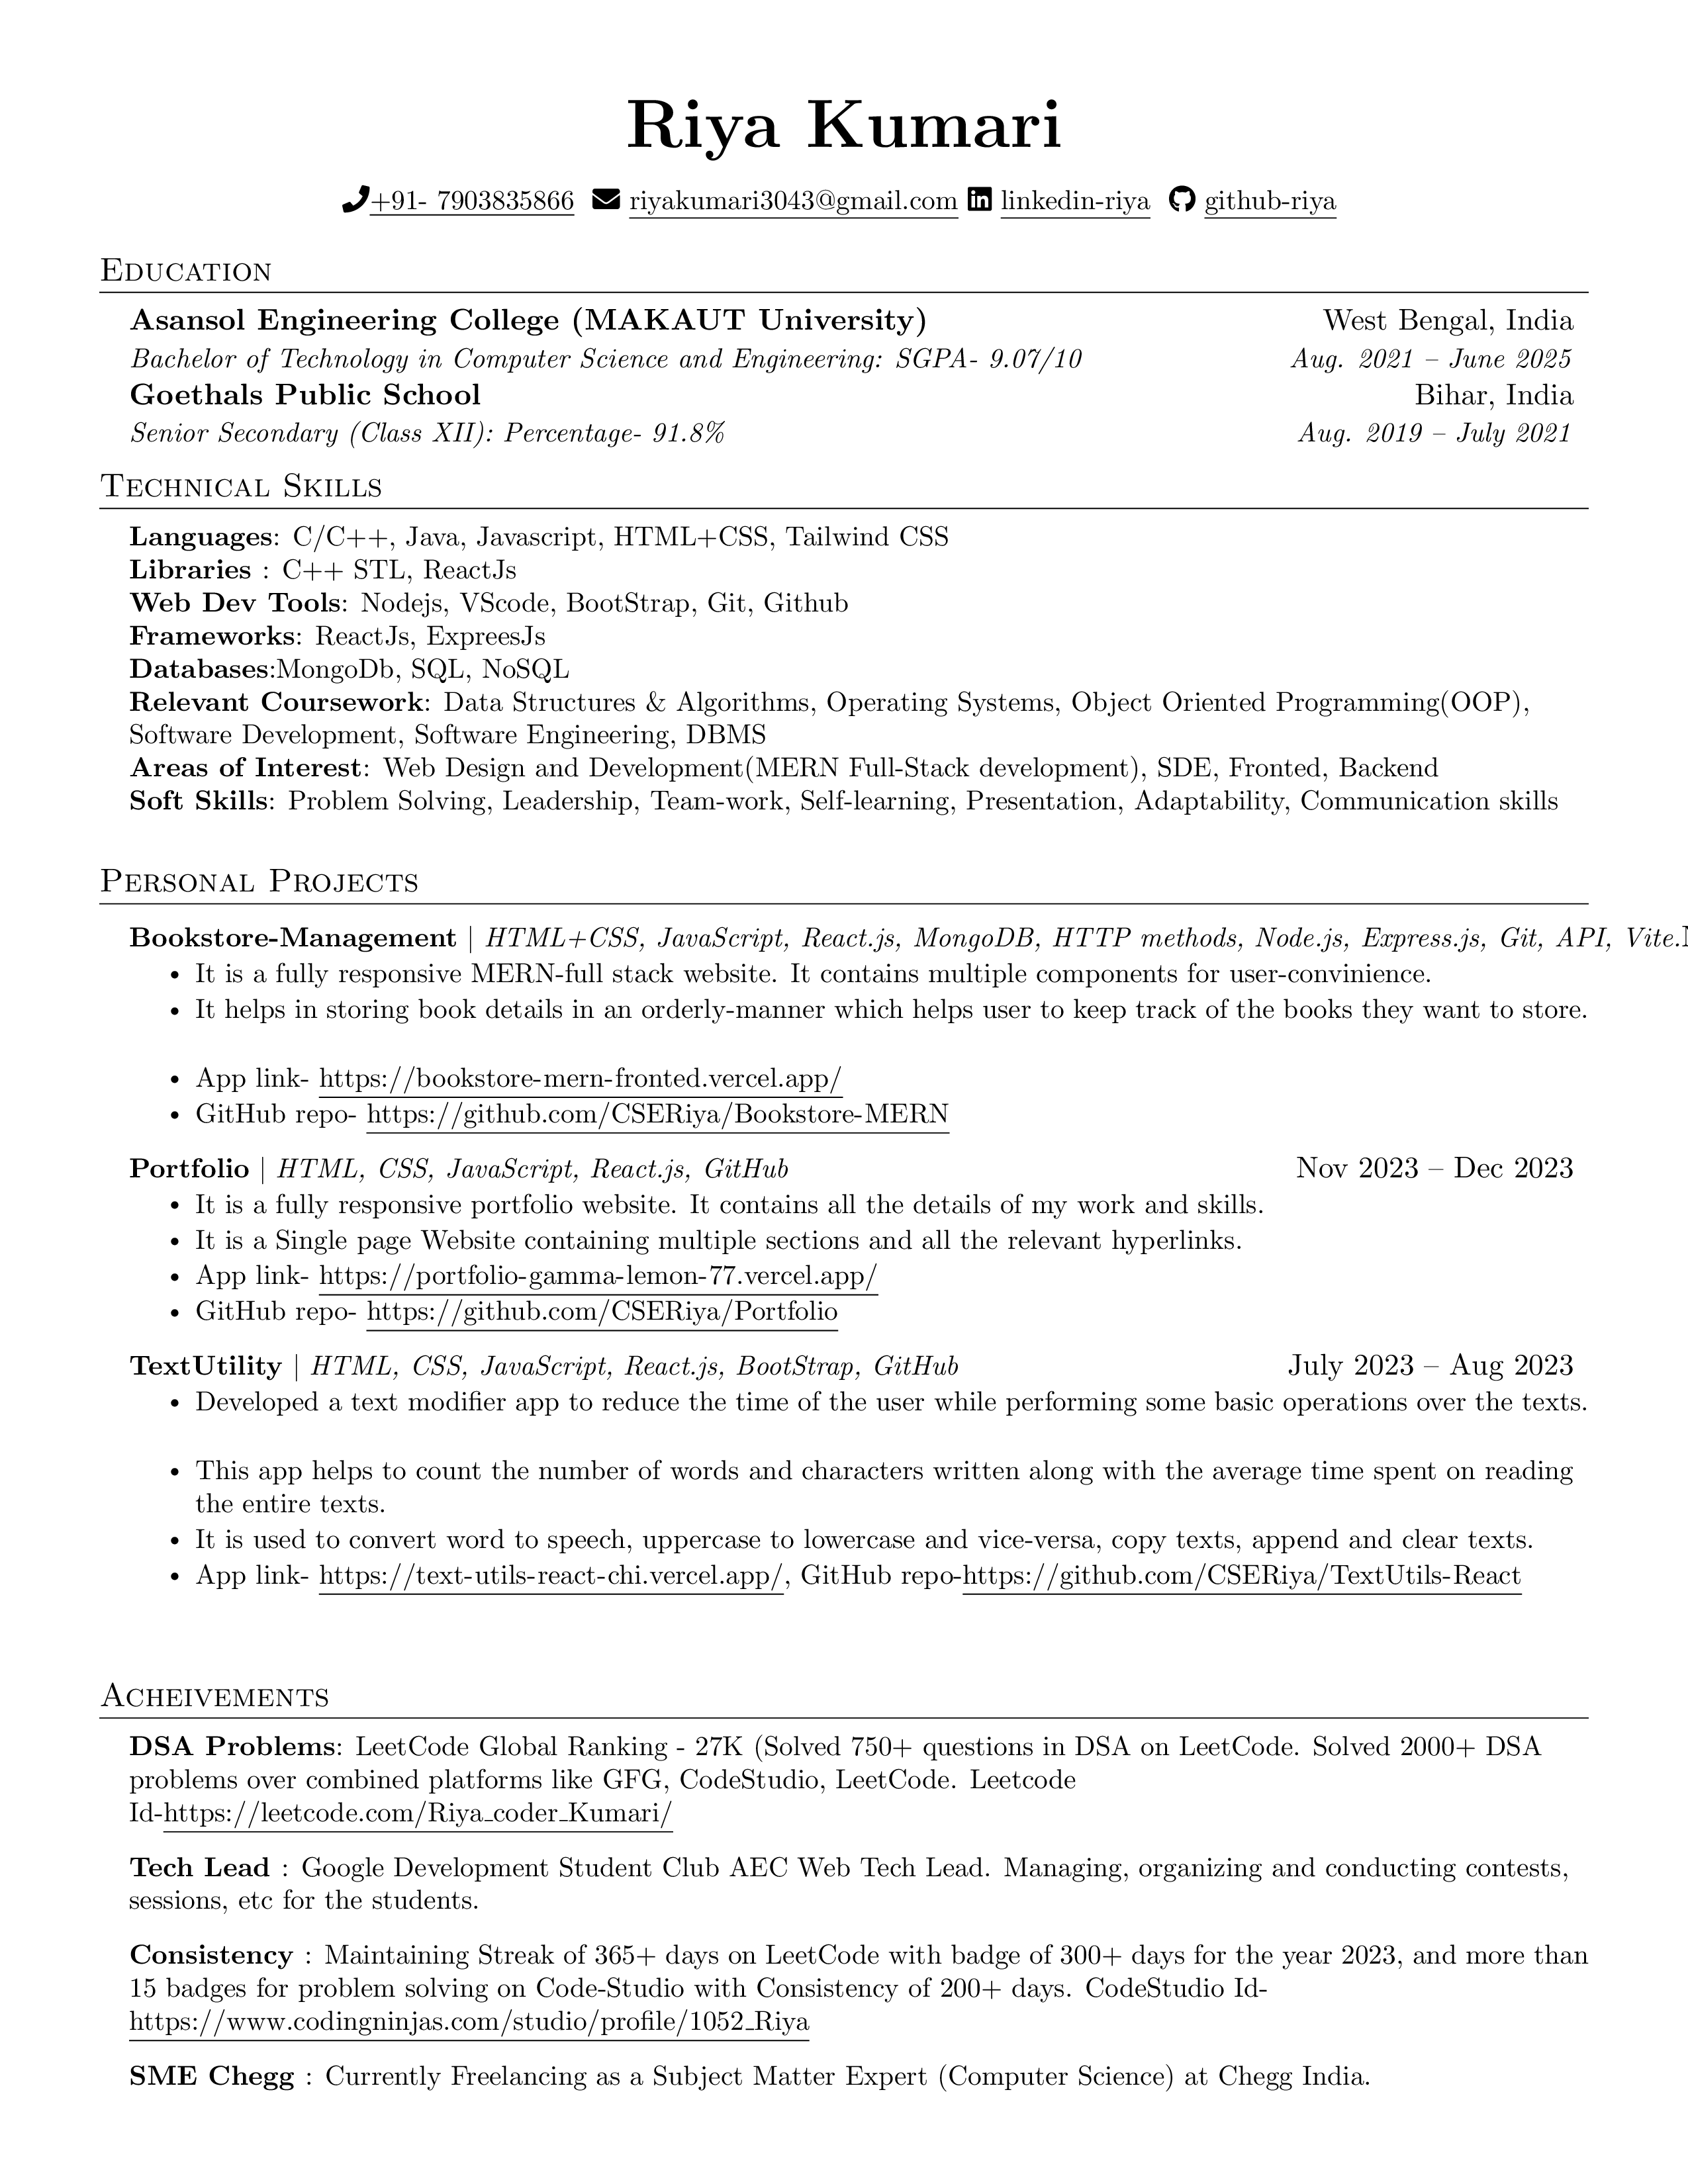 Riya Kumari
+91- 7903835866 riyakumari3043@gmail.com linkedin-riya github-riya
Education
Asansol Engineering College (MAKAUT University) West Bengal, India
Bachelor of Technology in Computer Science and Engineering: SGPA- 9.07/10 Aug. 2021 – June 2025
Goethals Public School Bihar, India
Senior Secondary (Class XII): Percentage- 91.8% Aug. 2019 – July 2021
Technical Skills
Languages: C/C++, Java, Javascript, HTML+CSS, Tailwind CSS
Libraries : C++ STL, ReactJs
Web Dev Tools: Nodejs, VScode, BootStrap, Git, Github
Frameworks: ReactJs, ExpreesJs
Databases:MongoDb, SQL, NoSQL
Relevant Coursework: Data Structures & Algorithms, Operating Systems, Object Oriented Programming(OOP),
Software Development, Software Engineering, DBMS
Areas of Interest: Web Design and Development(MERN Full-Stack development), SDE, Fronted, Backend
Soft Skills: Problem Solving, Leadership, Team-work, Self-learning, Presentation, Adaptability, Communication skills
Personal Projects
Bookstore-Management | HTML+CSS, JavaScript, React.js, MongoDB, HTTP methods, Node.js, Express.js, Git, API, Vite.
• It is a fully responsive MERN-full stack website. It contains multiple components for user-convinience.
• It helps in storing book details in an orderly-manner which helps user to keep track of the books they want to store.
• App link- https://bookstore-mern-fronted.vercel.app/
• GitHub repo- https://github.com/CSERiya/Bookstore-MERN
Portfolio | HTML, CSS, JavaScript, React.js, GitHub Nov 2023 – Dec 2023
• It is a fully responsive portfolio website. It contains all the details of my work and skills.
• It is a Single page Website containing multiple sections and all the relevant hyperlinks.
• App link- https://portfolio-gamma-lemon-77.vercel.app/
• GitHub repo- https://github.com/CSERiya/Portfolio
TextUtility | HTML, CSS, JavaScript, React.js, BootStrap, GitHub July 2023 – Aug 2023
• Developed a text modifier app to reduce the time of the user while performing some basic operations over the texts.
• This app helps to count the number of words and characters written along with the average time spent on reading
the entire texts.
• It is used to convert word to speech, uppercase to lowercase and vice-versa, copy texts, append and clear texts.
• App link- https://text-utils-react-chi.vercel.app/, GitHub repo-https://github.com/CSERiya/TextUtils-React
Acheivements
DSA Problems: LeetCode Global Ranking - 27K (Solved 750+ questions in DSA on LeetCode. Solved 2000+ DSA
problems over combined platforms like GFG, CodeStudio, LeetCode. Leetcode
Id-https://leetcode.com/Riya_coder_Kumari/
Tech Lead : Google Development Student Club AEC Web Tech Lead. Managing, organizing and conducting contests,
sessions, etc for the students.
Consistency : Maintaining Streak of 365+ days on LeetCode with badge of 300+ days for the year 2023, and more than
15 badges for problem solving on Code-Studio with Consistency of 200+ days. CodeStudio Id-
https://www.codingninjas.com/studio/profile/1052_Riya
SME Chegg : Currently Freelancing as a Subject Matter Expert (Computer Science) at Chegg India.